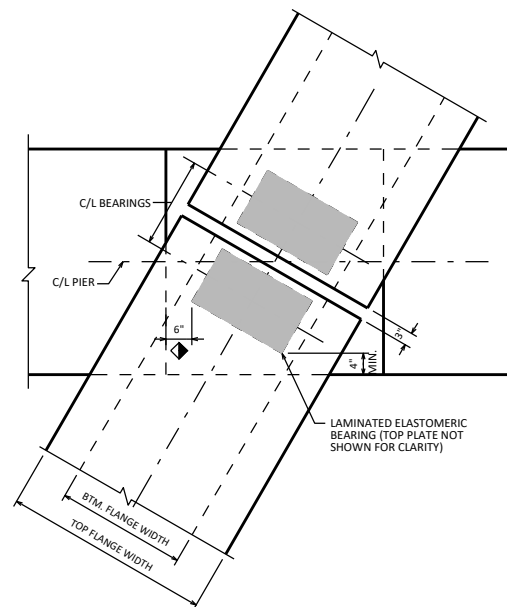 C/L BEARINGS
C/L PIER
6"
3"
4"
MIN.
LAMINATED ELASTOMERIC
BEARING (TOP PLATE NOT
SHOWN FOR CLARITY)
BTM. FLANGE WIDTH
TOP FLANGE WIDTH